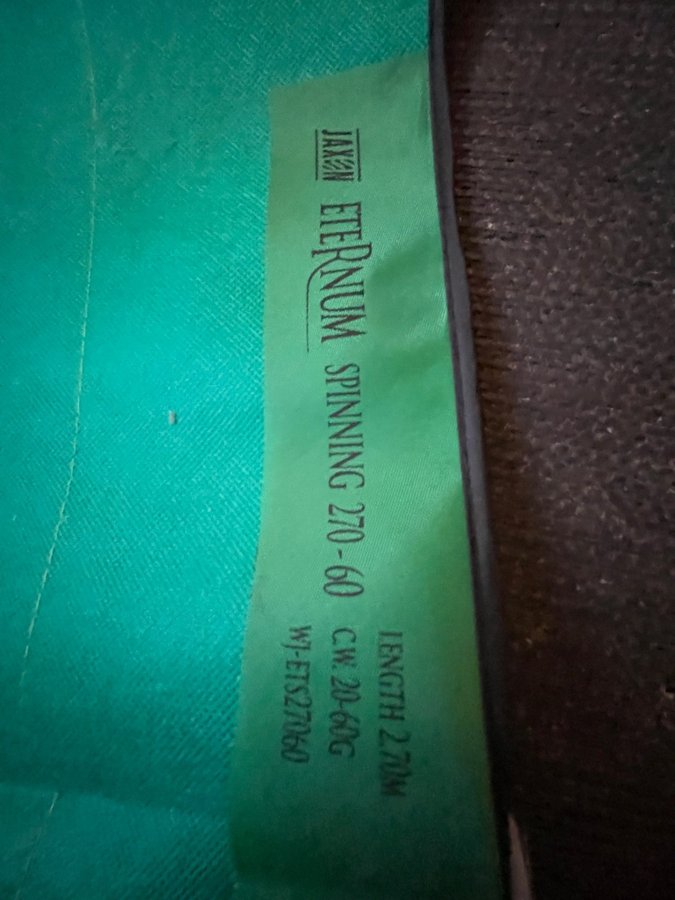 JAXON ETERNUM SPINNING 270-60
LENGTH 2.70M
C.W. 20-60G
WJ-ETS27060